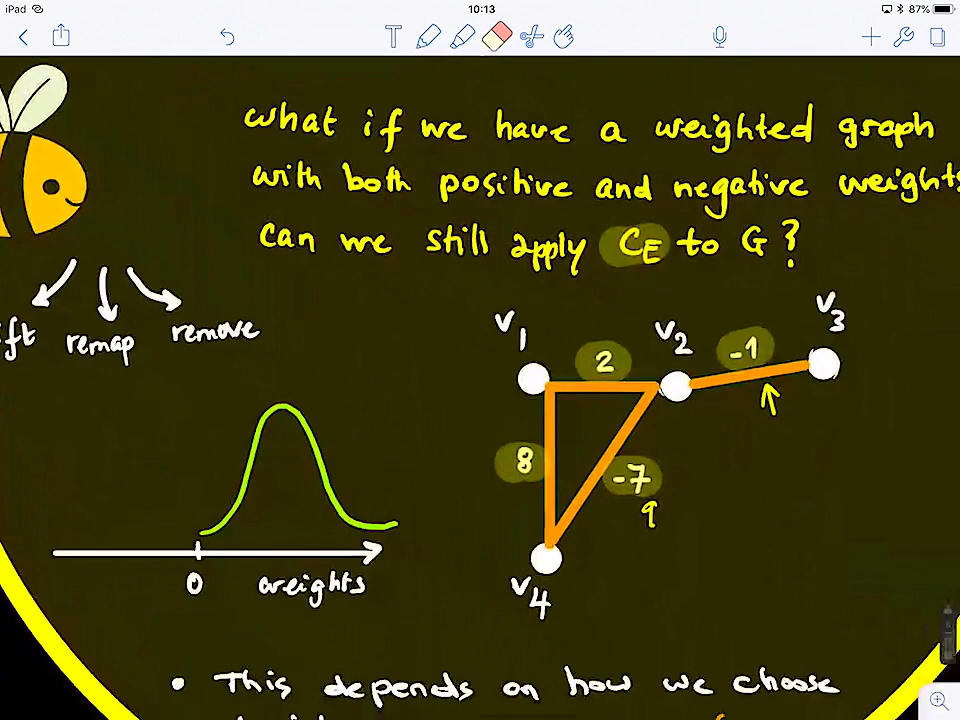 iPad
10:13
87%
T
what if we have a weighted graph
with both positive and negative weights
can we still apply CE to G?
ift remap remove
V1 2 V2 -1 V3
8 -7
9
V4
0 weights
• This depends on how we choose